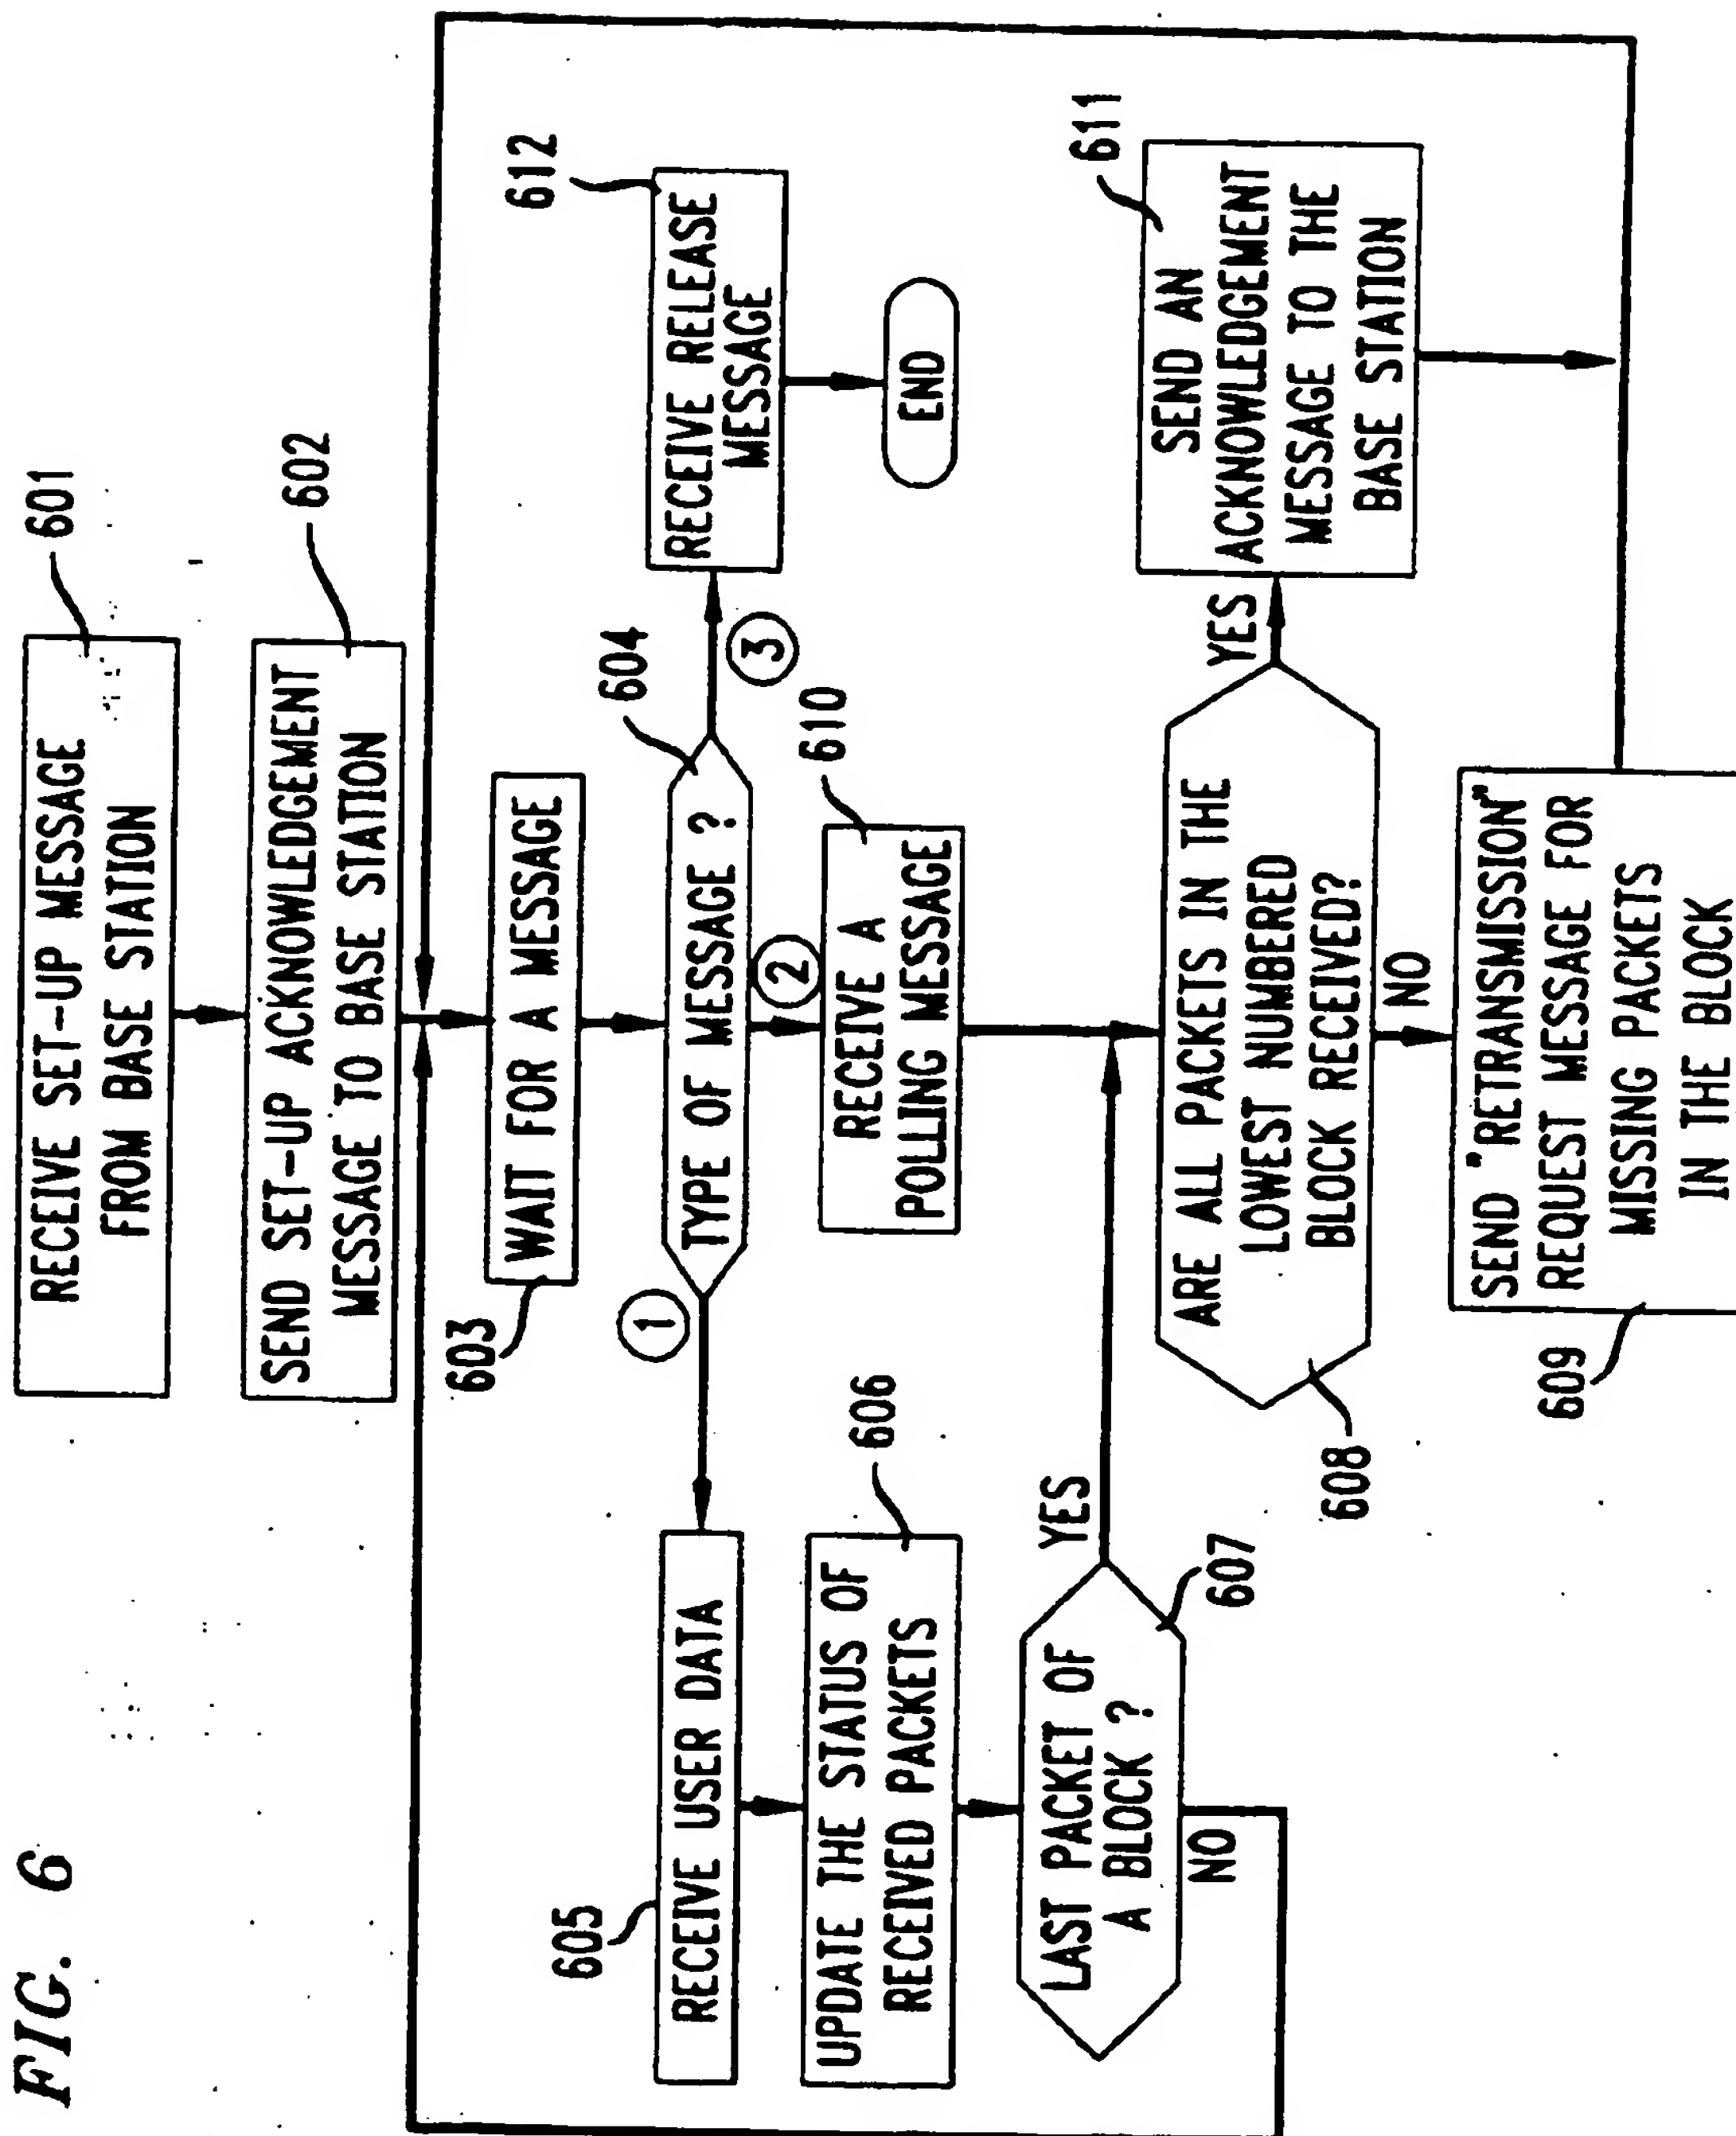 FIG. 6
601
RECEIVE SET-UP MESSAGE
FROM BASE STATION
602
SEND SET-UP ACKNOWLEDGEMENT
MESSAGE TO BASE STATION
603
WAIT FOR A MESSAGE
604
TYPE OF MESSAGE ?
1
2
3
605
RECEIVE USER DATA
606
UPDATE THE STATUS OF
RECEIVED PACKETS
607
LAST PACKET OF
A BLOCK ?
YES
NO
610
RECEIVE A
POLLING MESSAGE
612
RECEIVE RELEASE
MESSAGE
END
608
ARE ALL PACKETS IN THE
LOWEST NUMBERED
BLOCK RECEIVED?
YES
NO
611
SEND AN
ACKNOWLEDGEMENT
MESSAGE TO THE
BASE STATION
609
SEND "RETRANSMISSION"
REQUEST MESSAGE FOR
MISSING PACKETS
IN THE BLOCK